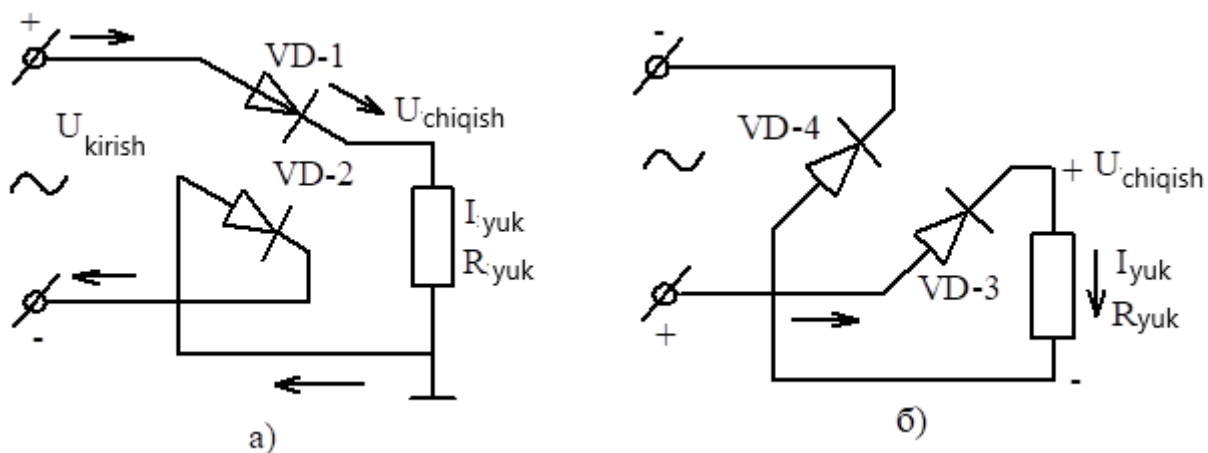 +
VD-1
U chiqish
U kirish
~
VD-2
I yuk
R yuk
-
а)
-
VD-4
~
+ U chiqish
VD-3
I yuk
R yuk
+
-
б)